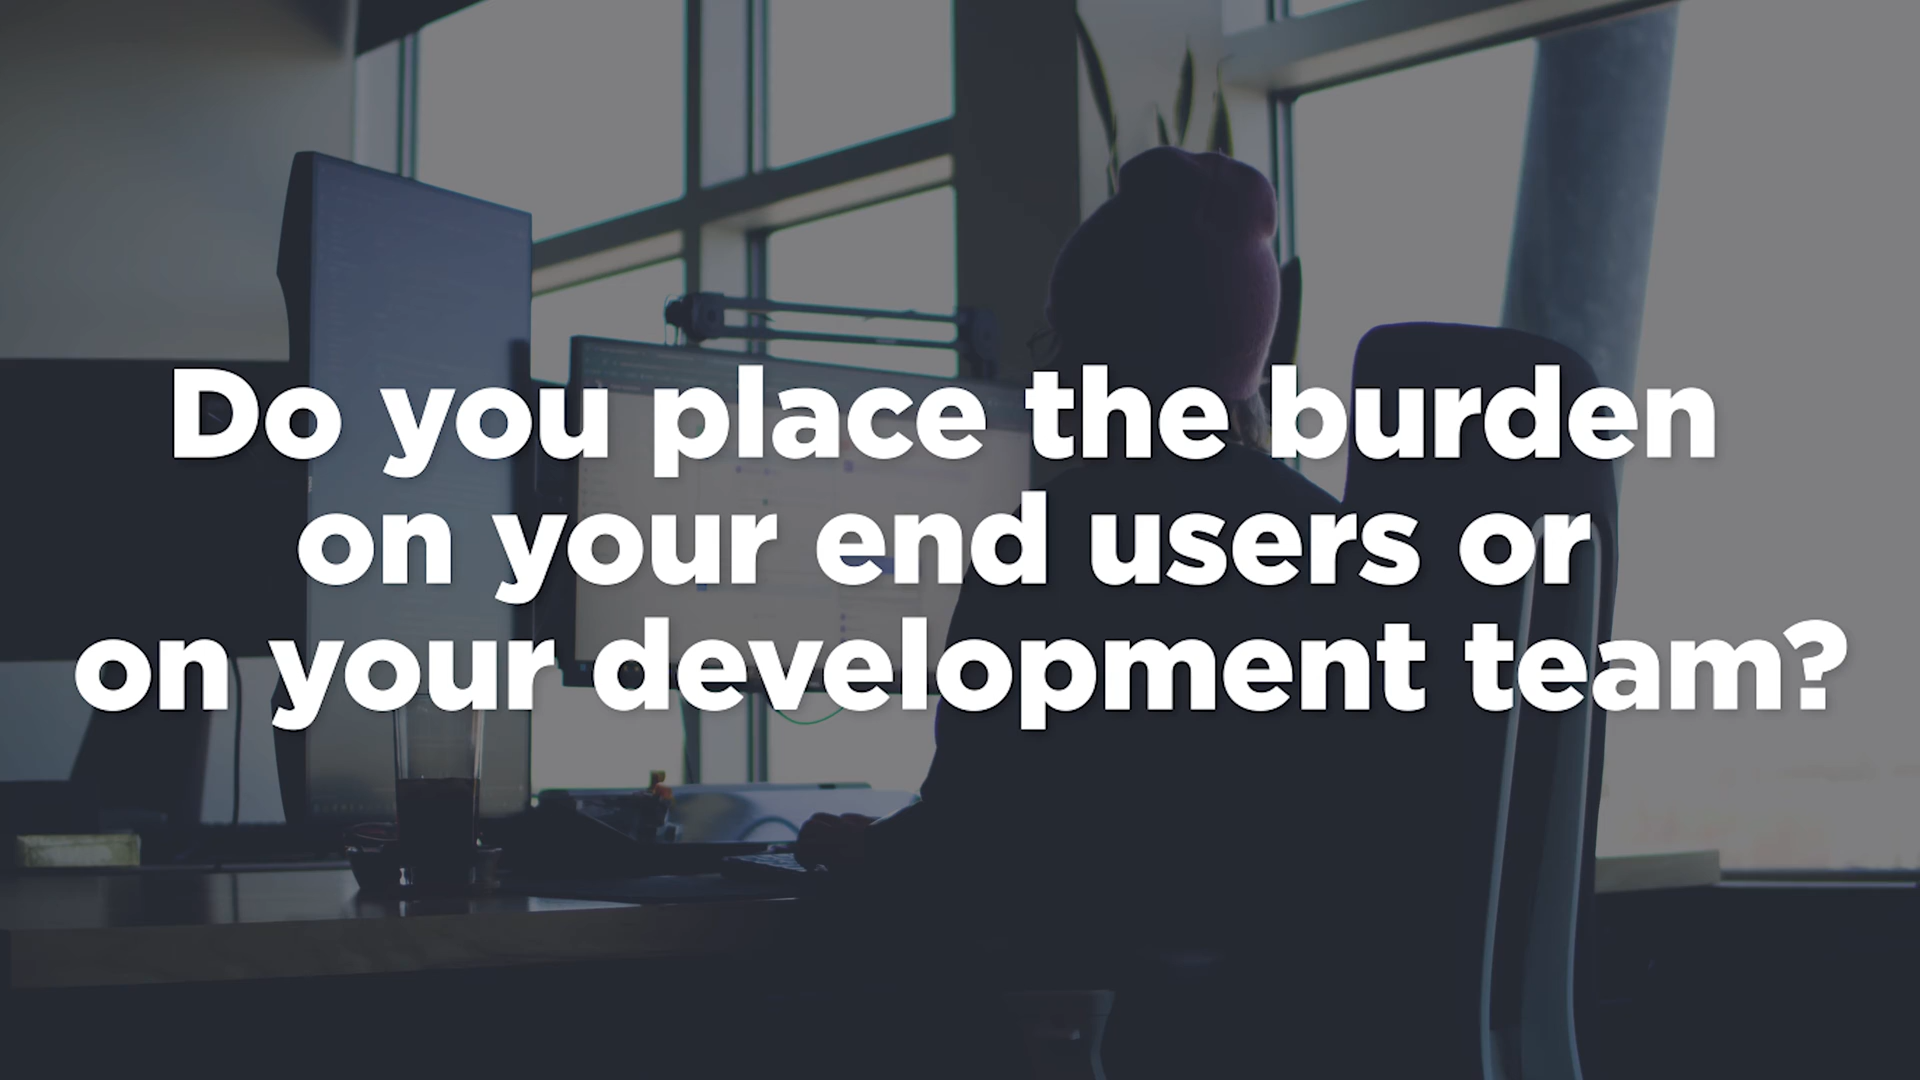 Do you place the burden
on your end users or
on your development team?